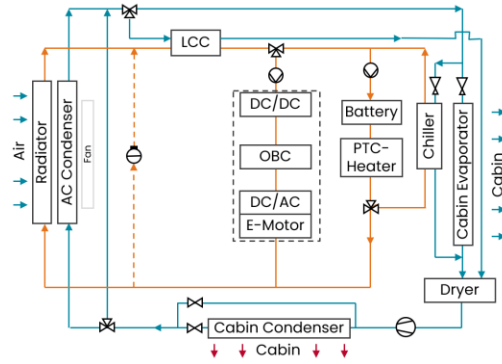 LCC
DC/DC
OBC
DC/AC
E-Motor
Battery
PTC-
Heater
Air
Radiator
AC Condenser
Fan
Chiller
Cabin Evaporator
Cabin
Dryer
Cabin Condenser
Cabin